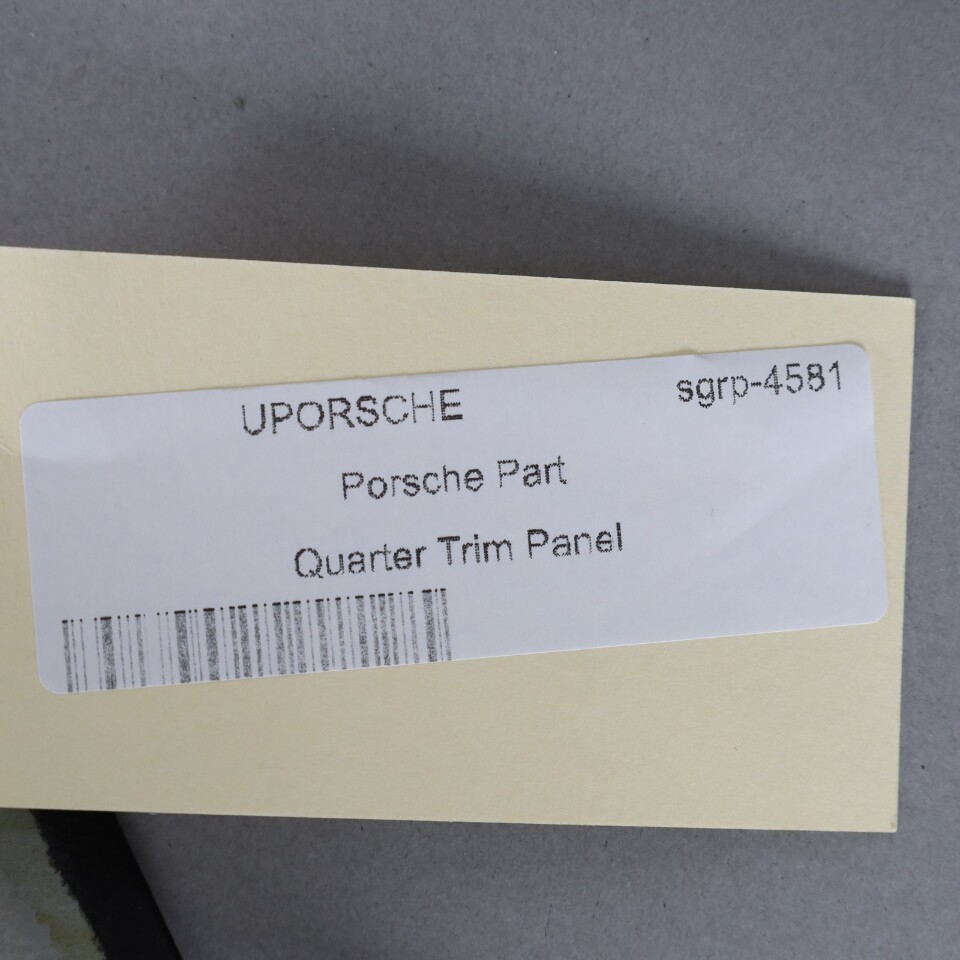 UPORSCHE sgrp-4581
Porsche Part
Quarter Trim Panel